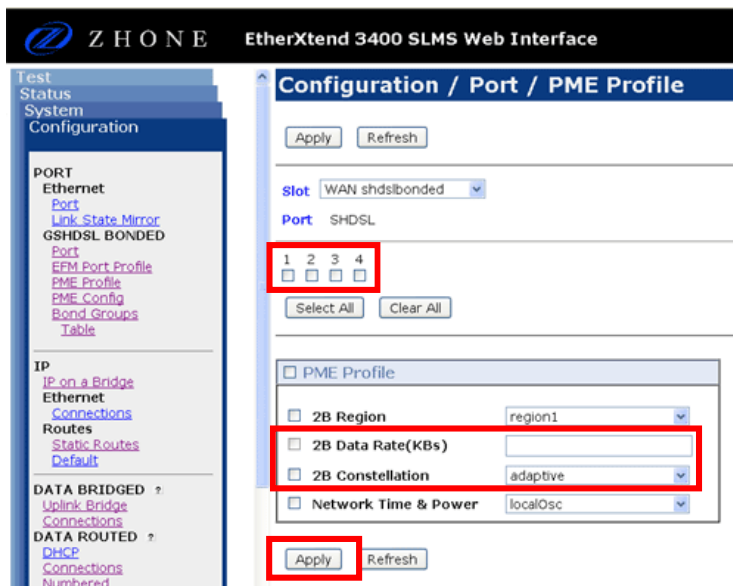 ZHONE EtherXtend 3400 SLMS Web Interface
Test
Status
System
Configuration
PORT
Ethernet
Port
Link State Mirror
GSHDSL BONDED
Port
EFM Port Profile
PME Profile
PME Config
Bond Groups
Table
IP
IP on a Bridge
Ethernet
Connections
Routes
Static Routes
Default
DATA BRIDGED ?
Uplink Bridge
Connections
DATA ROUTED ?
DHCP
Connections
Numbered
Configuration / Port / PME Profile
Apply Refresh
Slot WAN shdslbonded
Port SHDSL
1 2 3 4
Select All Clear All
PME Profile
2B Region region1
2B Data Rate(KBs)
2B Constellation adaptive
Network Time & Power localOsc
Apply Refresh